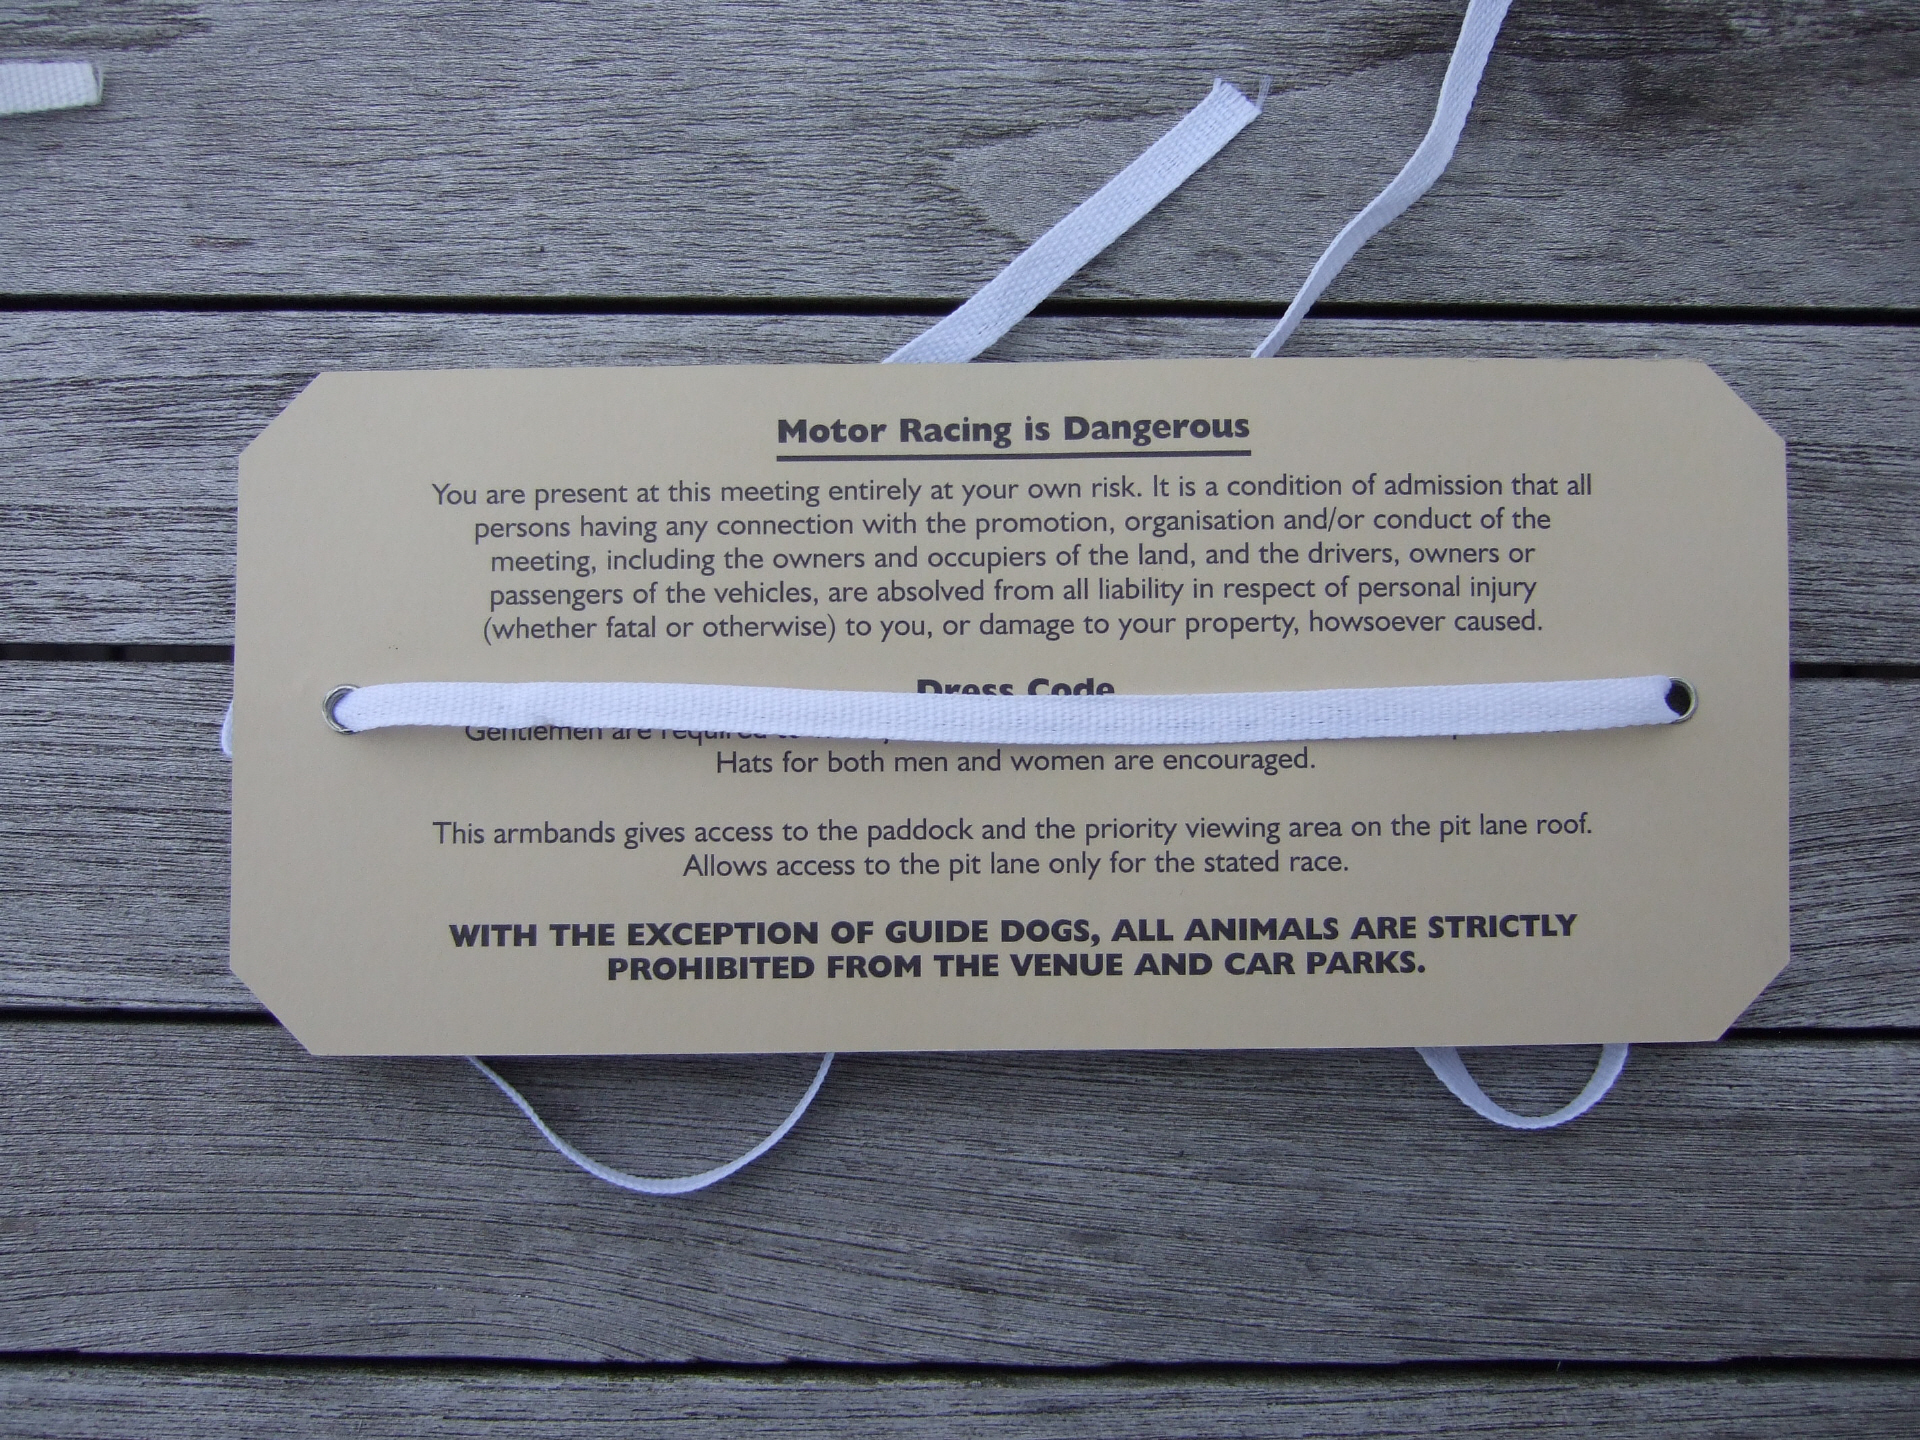 Motor Racing is Dangerous
You are present at this meeting entirely at your own risk. It is a condition of admission that all
persons having any connection with the promotion, organisation and/or conduct of the
meeting, including the owners and occupiers of the land, and the drivers, owners or
passengers of the vehicles, are absolved from all liability in respect of personal injury
(whether fatal or otherwise) to you, or damage to your property, howsoever caused.
Dress Code
Gentlemen are required to
Hats for both men and women are encouraged.
This armbands gives access to the paddock and the priority viewing area on the pit lane roof.
Allows access to the pit lane only for the stated race.
WITH THE EXCEPTION OF GUIDE DOGS, ALL ANIMALS ARE STRICTLY
PROHIBITED FROM THE VENUE AND CAR PARKS.